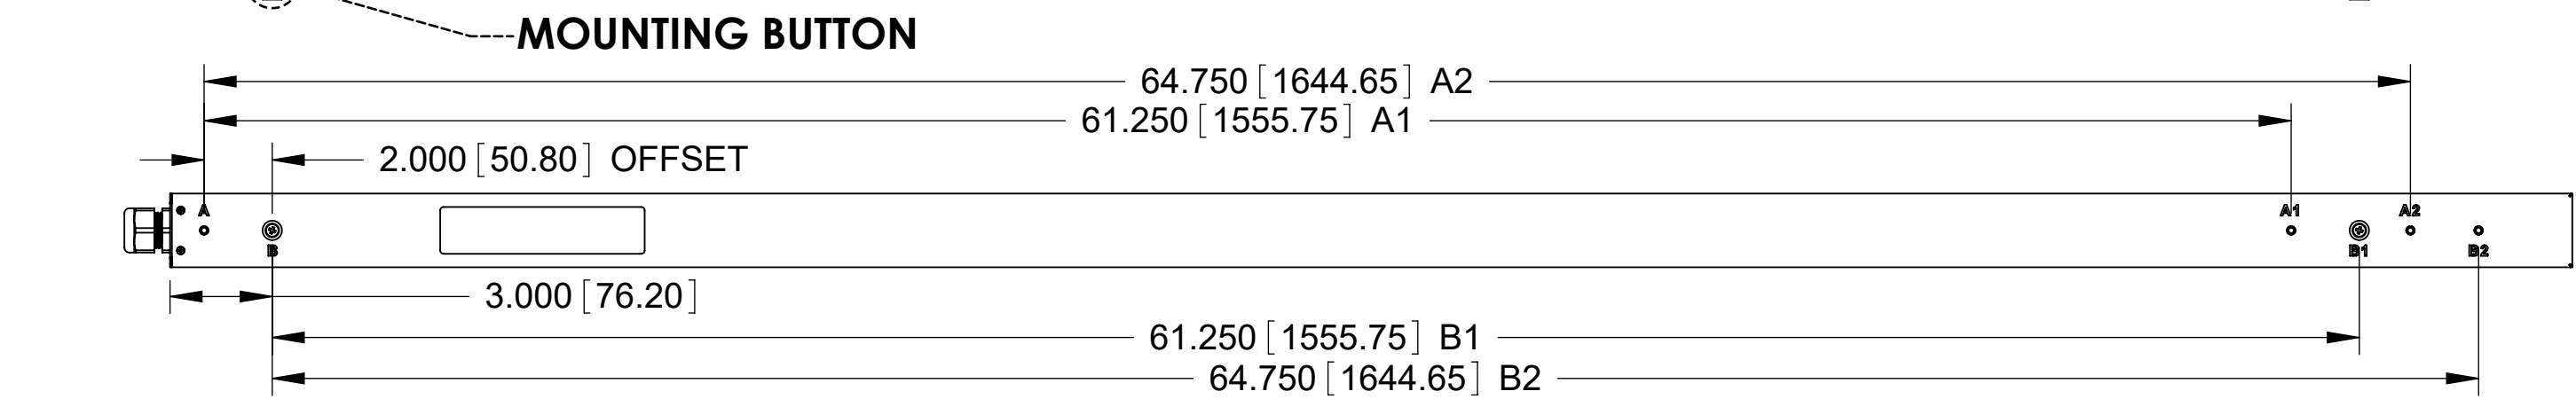 MOUNTING BUTTON
64.750 [1644.65] A2
61.250 [1555.75] A1
2.000 [50.80] OFFSET
A A1 A2
B B1 B2
3.000 [76.20]
61.250 [1555.75] B1
64.750 [1644.65] B2